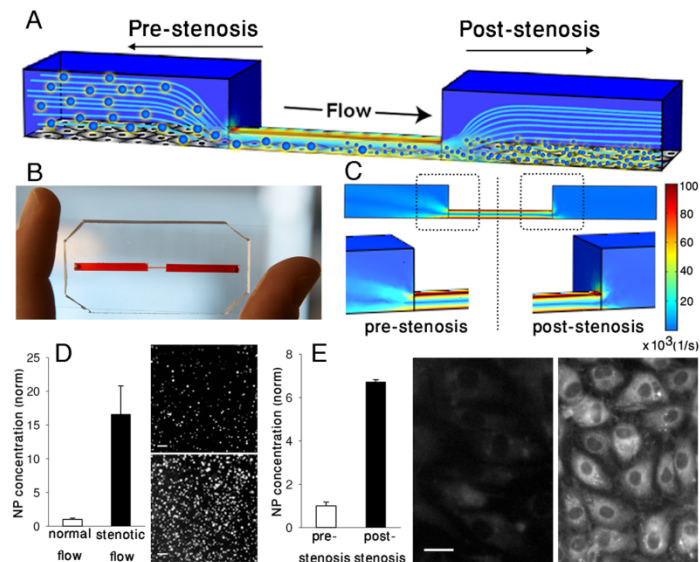 A
Pre-stenosis
Post-stenosis
Flow
B
C
100
80
60
40
20
0
x10³(1/s)
pre-stenosis
post-stenosis
D
NP concentration (norm)
25
20
15
10
5
0
normal
flow
stenotic
flow
E
NP concentration (norm)
8
6
4
2
0
pre-
stenosis
post-
stenosis